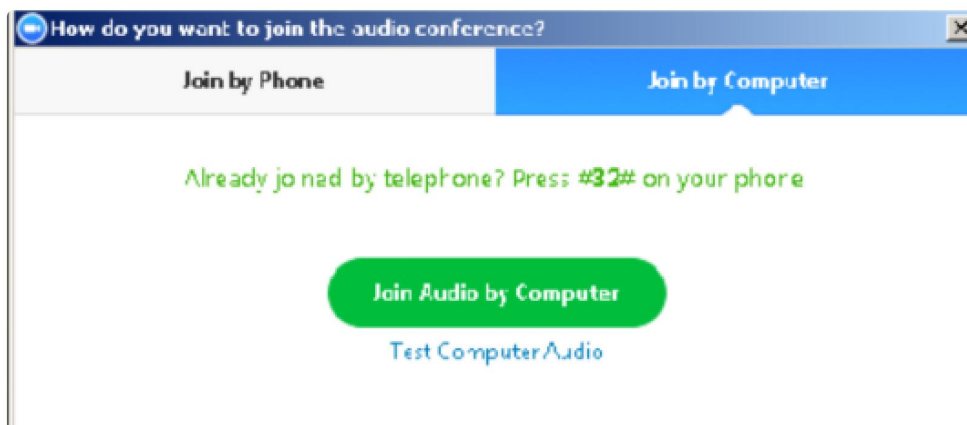 How do you want to join the audio conference?
Join by Phone
Join by Computer
Already joined by telephone? Press #32# on your phone
Join Audio by Computer
Test Computer Audio